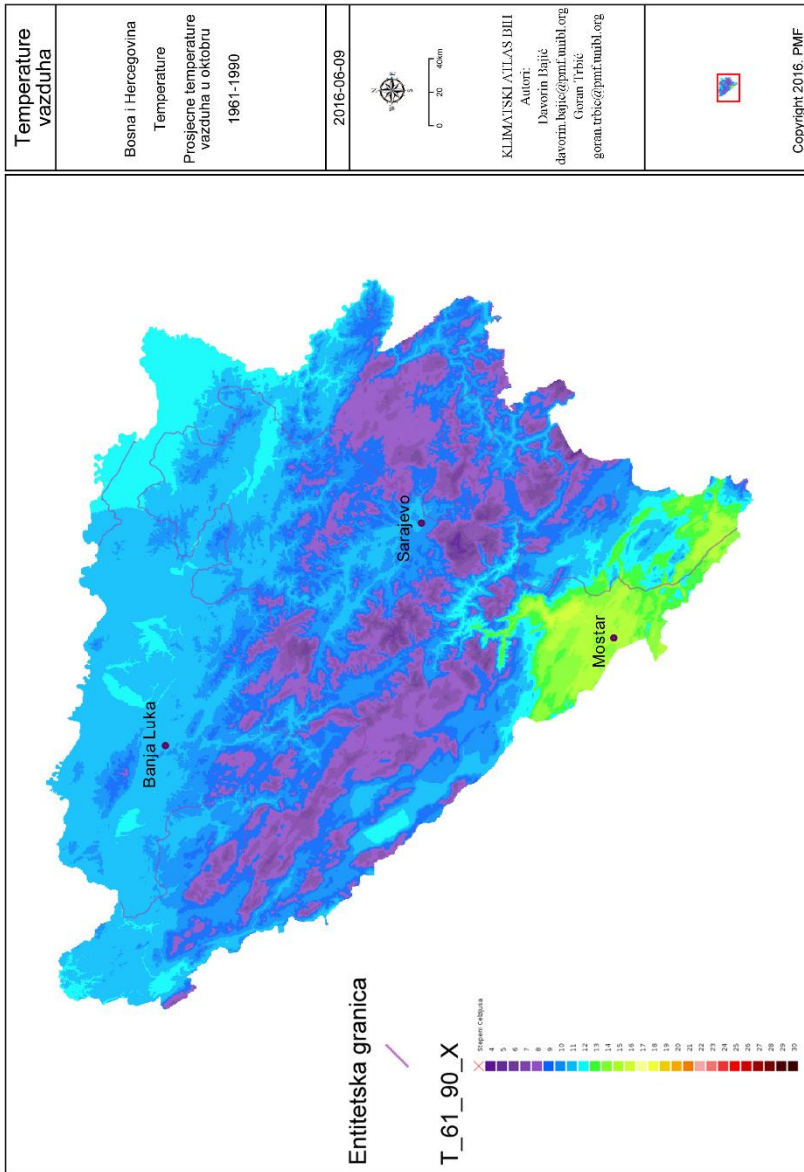 Temperature
vazduha
Bosna i Hercegovina
Temperature
Prosjecne temperature
vazduha u oktobru
1961-1990
2016-06-09
N
E
S
0 20 40km
KLIMATSKI ATLAS BIH
Autori:
Davorin Bajić
davorin.bajic@pmf.unibl.org
Goran Trbić
goran.trbic@pmf.unibl.org
Copyright 2016. PMF
Banja Luka
Sarajevo
Mostar
Entitetska granica
T_61_90_X
Stepeni Celzijusa
4
5
6
7
8
9
10
11
12
13
14
15
16
17
18
19
20
21
22
23
24
25
26
27
28
29
30